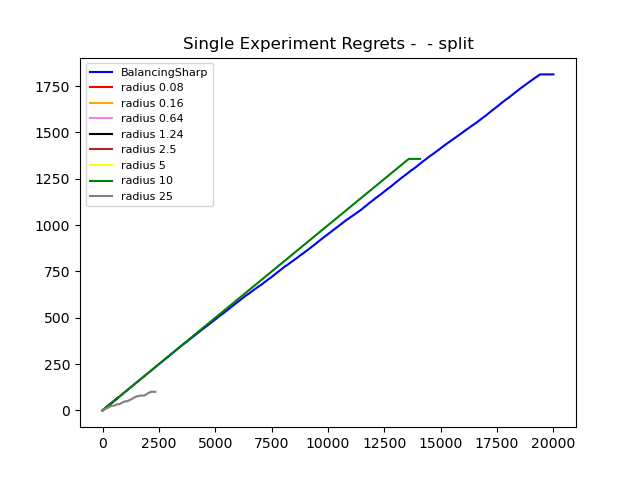 Single Experiment Regrets -  - split
BalancingSharp
radius 0.08
radius 0.16
radius 0.64
radius 1.24
radius 2.5
radius 5
radius 10
radius 25
1750
1500
1250
1000
750
500
250
0
0 2500 5000 7500 10000 12500 15000 17500 20000